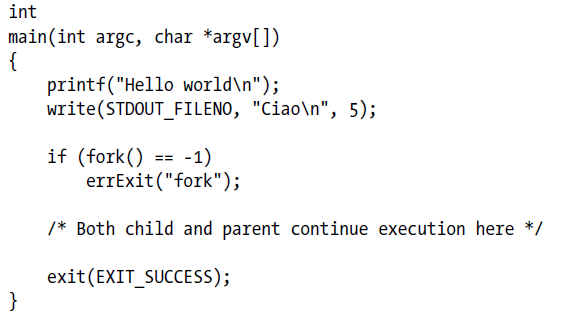 int
main(int argc, char *argv[])
{
    printf("Hello world\n");
    write(STDOUT_FILENO, "Ciao\n", 5);

    if (fork() == -1)
        errExit("fork");

    /* Both child and parent continue execution here */

    exit(EXIT_SUCCESS);
}